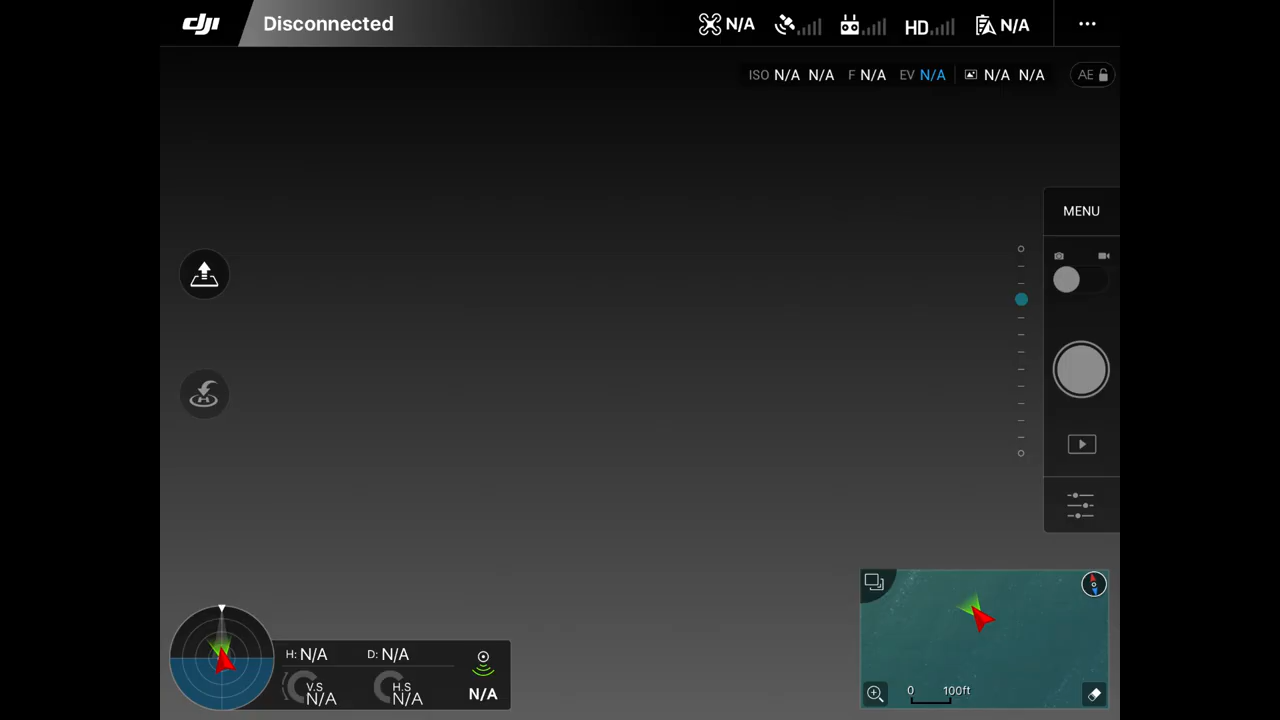 dji Disconnected N/A HD N/A
ISO N/A N/A F N/A EV N/A N/A N/A AE
MENU
H: N/A D: N/A
V.S N/A H.S N/A N/A
0 100ft